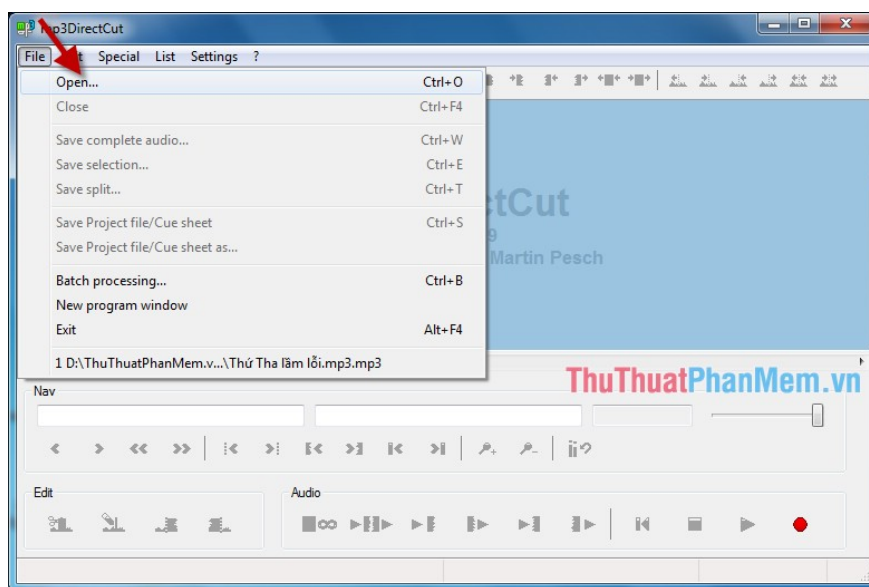 mp3DirectCut
File Special List Settings ?
Open... Ctrl+O
Close Ctrl+F4
Save complete audio... Ctrl+W
Save selection... Ctrl+E
Save split... Ctrl+T
Save Project file/Cue sheet Ctrl+S
Save Project file/Cue sheet as...
Batch processing... Ctrl+B
New program window
Exit Alt+F4
1 D:\ThuThuatPhanMem.v...\Thứ Tha lầm lỗi.mp3.mp3
ctCut
9
Martin Pesch
ThuThuatPhanMem.vn
Nav
Edit Audio